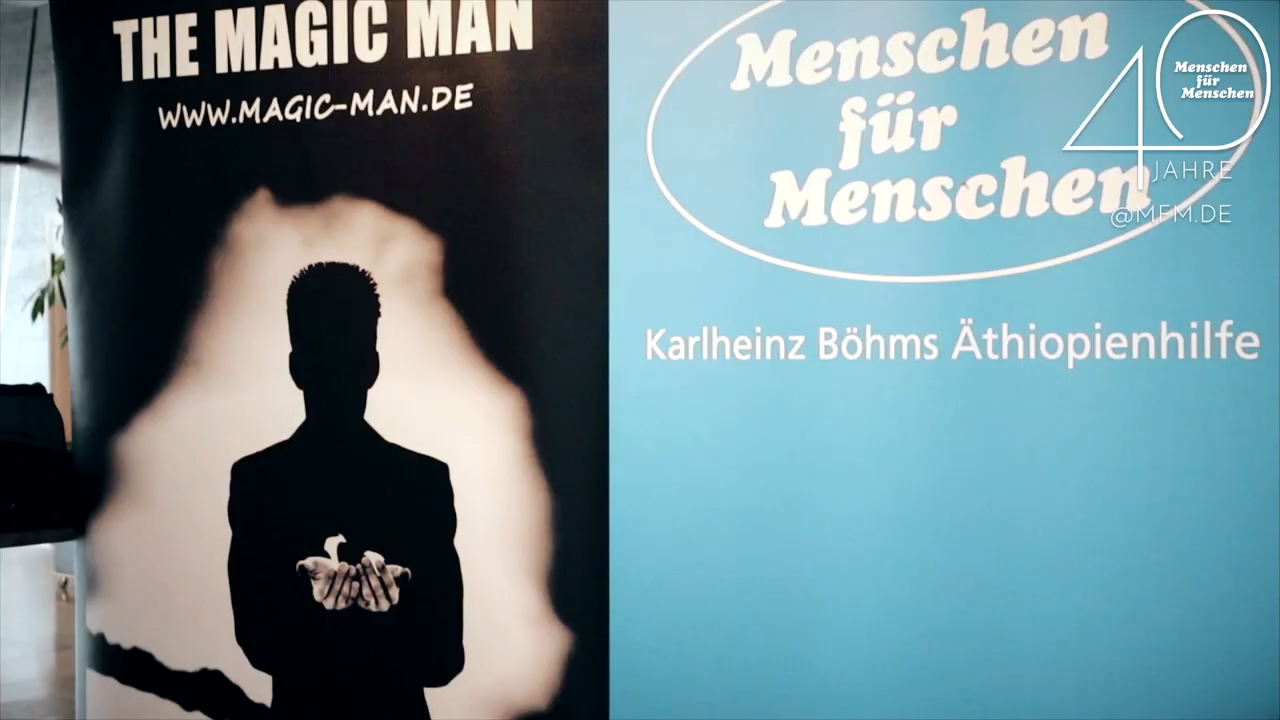 THE MAGIC MAN
WWW.MAGIC-MAN.DE
Menschen
für
Menschen
Karlheinz Böhms Äthiopienhilfe
40
Menschen
für
Menschen
JAHRE
@MFM.DE